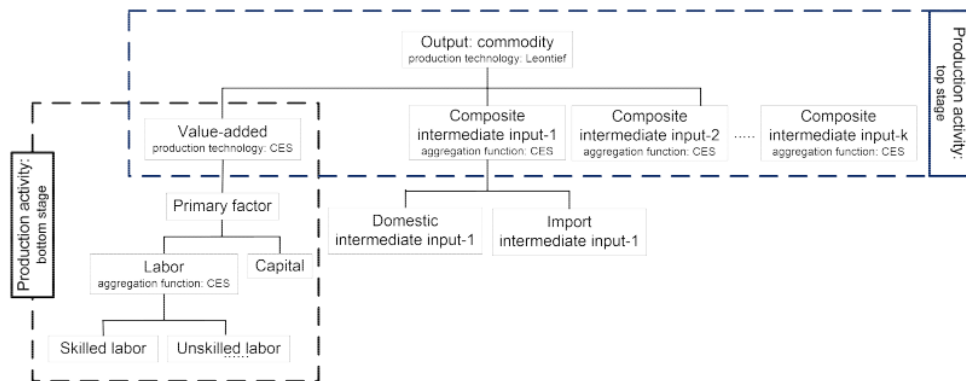 Output: commodity
production technology: Leontief
Production activity:
top stage
Value-added
production technology: CES
Composite
intermediate input-1
aggregation function: CES
Composite
intermediate input-2
aggregation function: CES
.....
Composite
intermediate input-k
aggregation function: CES
Production activity:
bottom stage
Primary factor
Domestic
intermediate input-1
Import
intermediate input-1
Labor
aggregation function: CES
Capital
Skilled labor
Unskilled labor
......